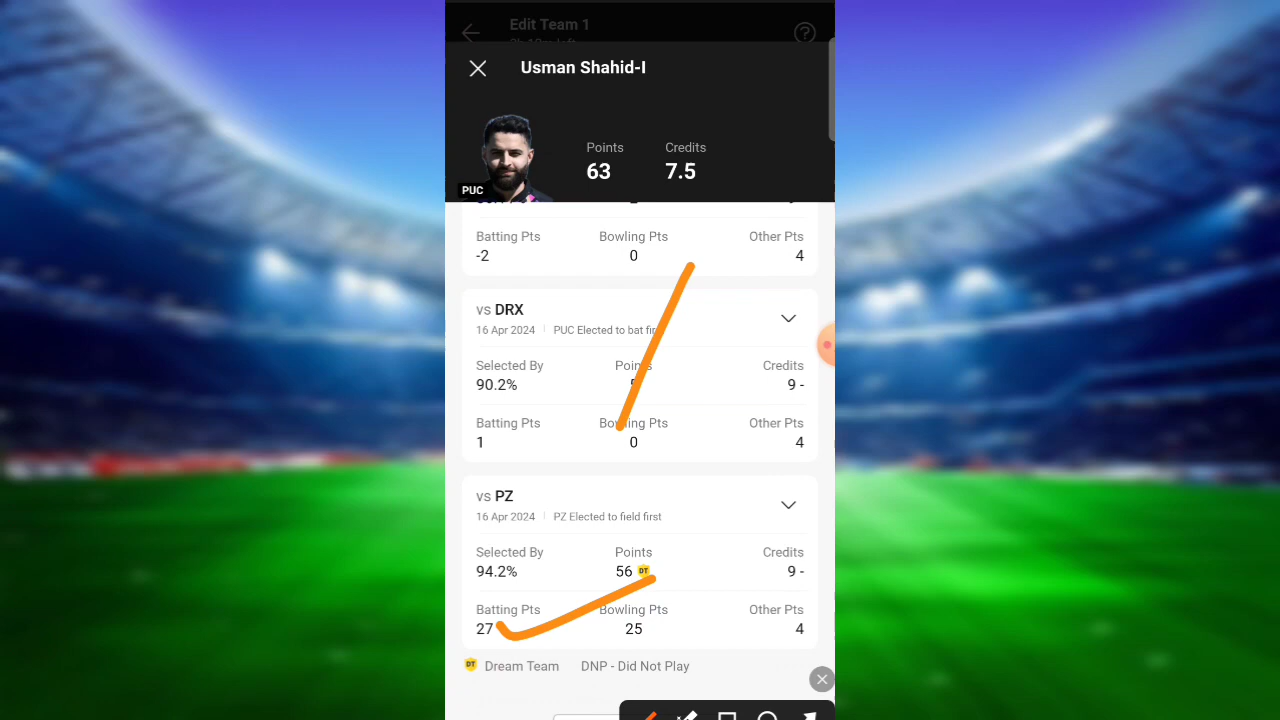 Edit Team 1
Usman Shahid-I
Points
Credits
63
7.5
PUC
Batting Pts
Bowling Pts
Other Pts
-2
0
4
vs DRX
16 Apr 2024 PUC Elected to bat first
Selected By
Points
Credits
90.2%
9 -
Batting Pts
Bowling Pts
Other Pts
1
0
4
vs PZ
16 Apr 2024 PZ Elected to field first
Selected By
Points
Credits
94.2%
56 DT
9 -
Batting Pts
Bowling Pts
Other Pts
27
25
4
DT Dream Team DNP - Did Not Play